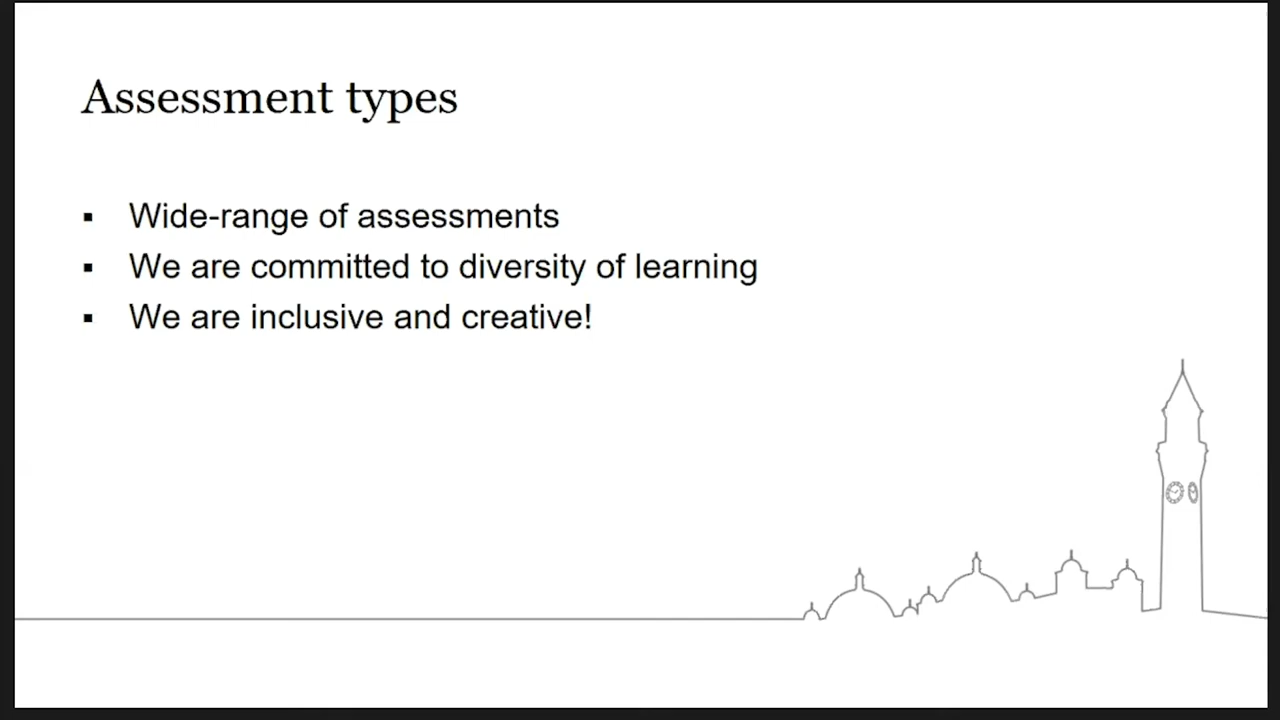 Assessment types
▪ Wide-range of assessments
▪ We are committed to diversity of learning
▪ We are inclusive and creative!